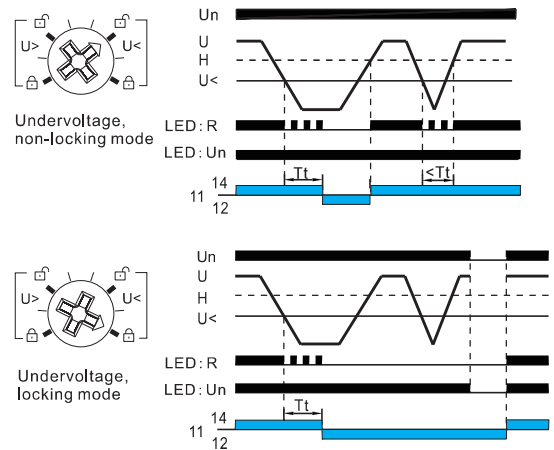 Un
U
H
U<
LED:R
LED:Un
Tt
<Tt
14
11
12
U>
U<
Undervoltage,
non-locking mode
Un
U
H
U<
LED:R
LED:Un
Tt
14
11
12
U>
U<
Undervoltage,
locking mode